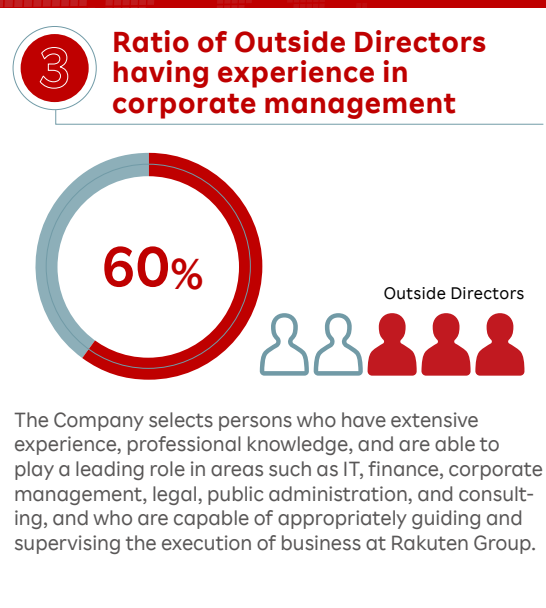 3
Ratio of Outside Directors
having experience in
corporate management
60%
Outside Directors
The Company selects persons who have extensive
experience, professional knowledge, and are able to
play a leading role in areas such as IT, finance, corporate
management, legal, public administration, and consult-
ing, and who are capable of appropriately guiding and
supervising the execution of business at Rakuten Group.